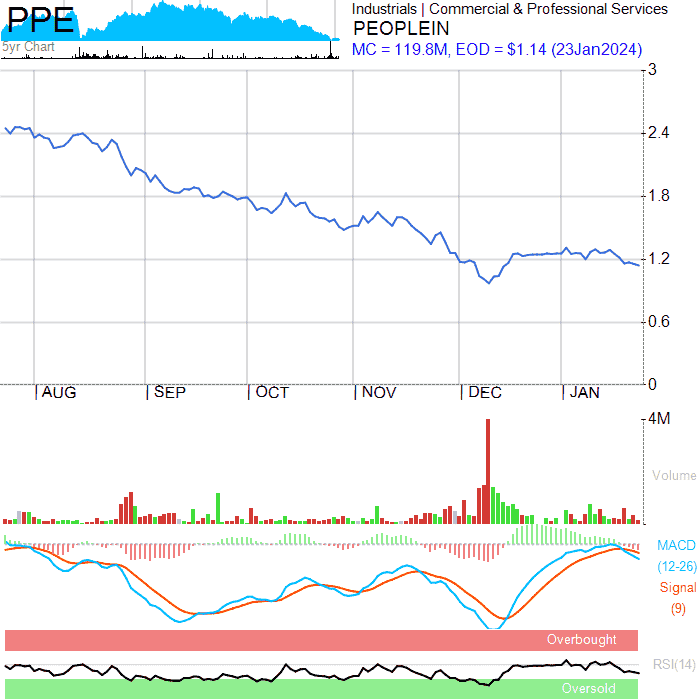 PPE
5yr Chart
Industrials | Commercial & Professional Services
PEOPLEIN
MC = 119.8M, EOD = $1.14 (23Jan2024)
3
2.4
1.8
1.2
0.6
0
AUG SEP OCT NOV DEC JAN
4M
Volume
MACD
(12-26)
Signal
(9)
Overbought
RSI(14)
Oversold